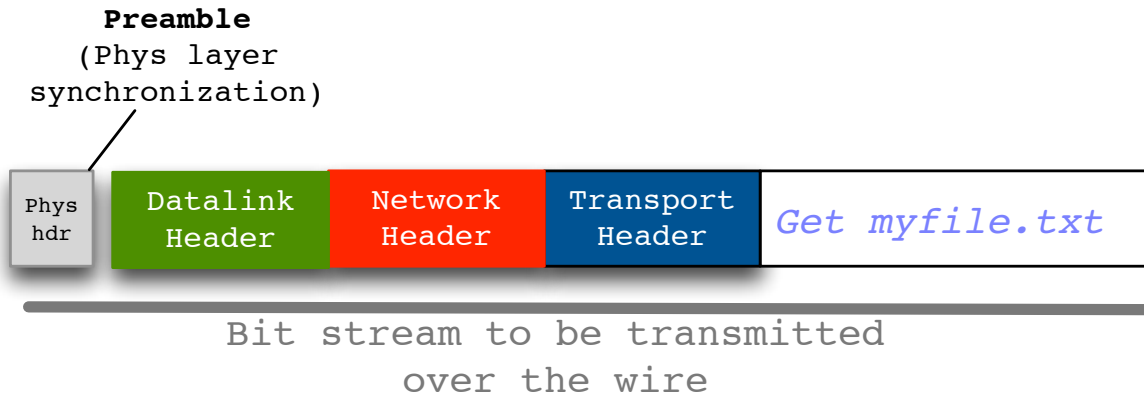 Preamble
(Phys layer
synchronization)
Phys
hdr
Datalink
Header
Network
Header
Transport
Header
Get myfile.txt
Bit stream to be transmitted
over the wire